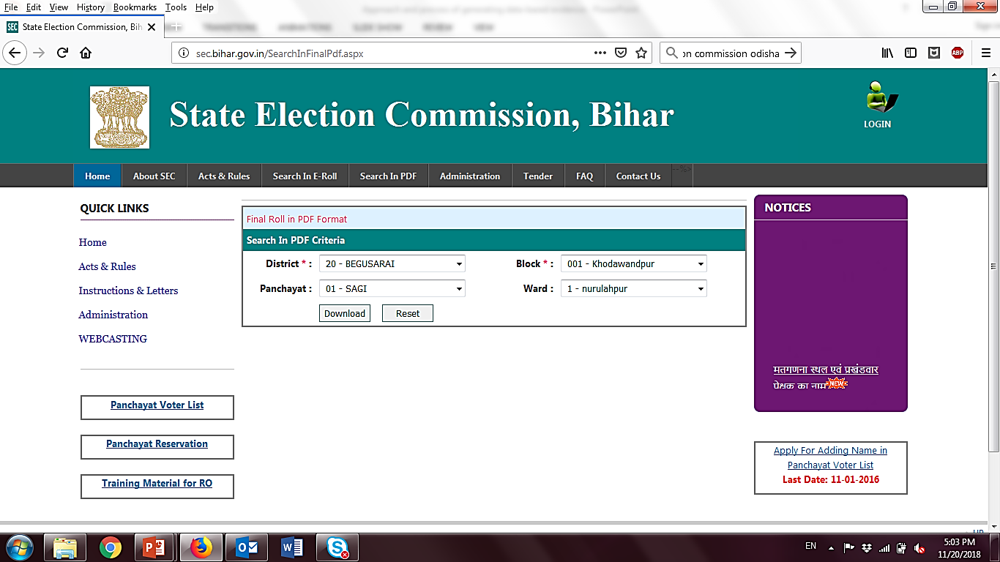 File Edit View History Bookmarks Tools Help
SEC State Election Commission, Bih
sec.bihar.gov.in/SearchInFinalPdf.aspx
on commission odisha
ABP
State Election Commission, Bihar
LOGIN
Home About SEC Acts & Rules Search In E-Roll Search In PDF Administration Tender FAQ Contact Us --%>
QUICK LINKS
Home
Acts & Rules
Instructions & Letters
Administration
WEBCASTING
Panchayat Voter List
Panchayat Reservation
Training Material for RO
Final Roll in PDF Format
Search In PDF Criteria
District * : 20 - BEGUSARAI Block * : 001 - Khodawandpur
Panchayat : 01 - SAGI Ward : 1 - nurulahpur
Download Reset
NOTICES
मतगणना स्थल एवं प्रखंडवार
पेक्षक का नाम NEW
Apply For Adding Name in
Panchayat Voter List
Last Date: 11-01-2016
EN
5:03 PM
11/20/2018